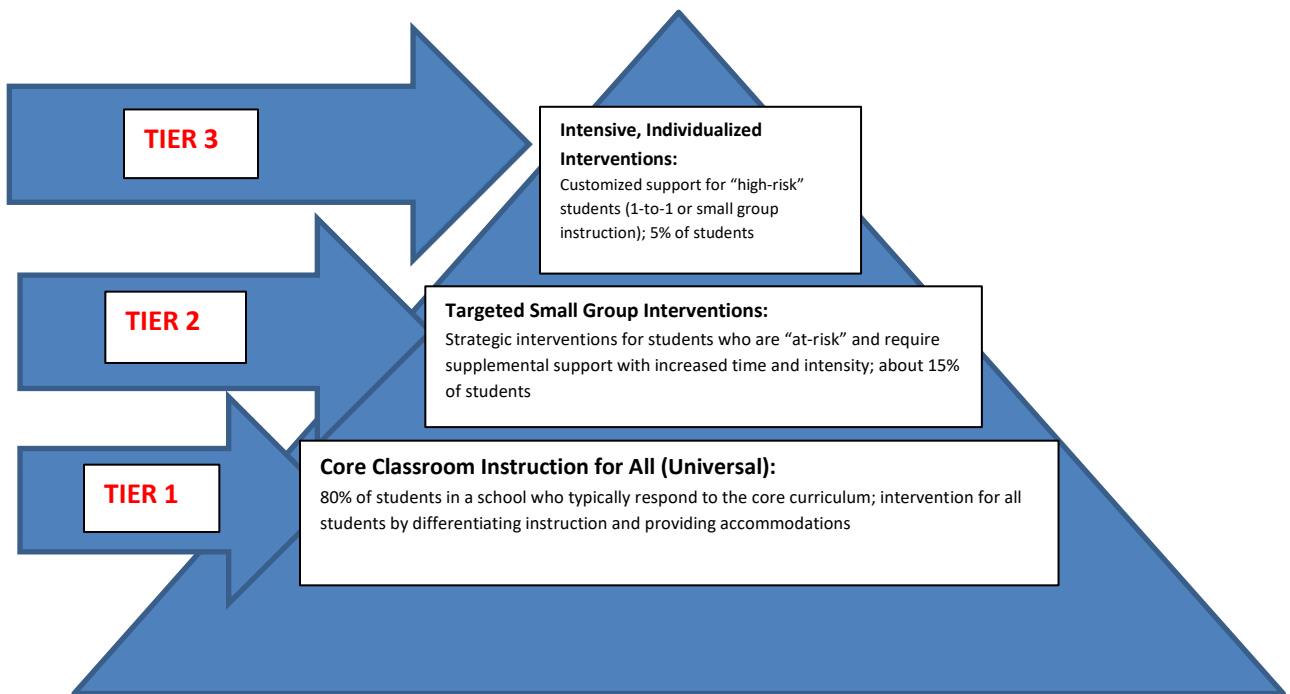 TIER 3
Intensive, Individualized
Interventions:
Customized support for “high-risk”
students (1-to-1 or small group
instruction); 5% of students
TIER 2
Targeted Small Group Interventions:
Strategic interventions for students who are “at-risk” and require
supplemental support with increased time and intensity; about 15%
of students
TIER 1
Core Classroom Instruction for All (Universal):
80% of students in a school who typically respond to the core curriculum; intervention for all
students by differentiating instruction and providing accommodations